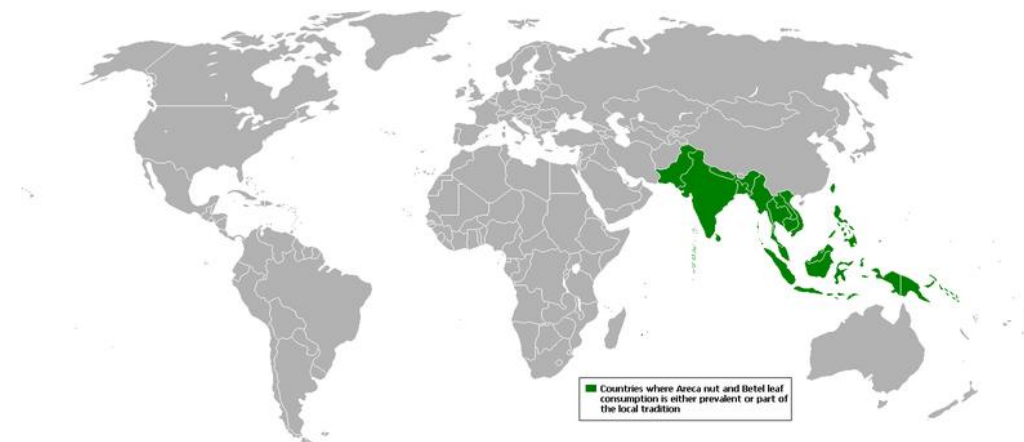 Countries where Areca nut and Betel leaf
consumption is either prevalent or part of
the local tradition